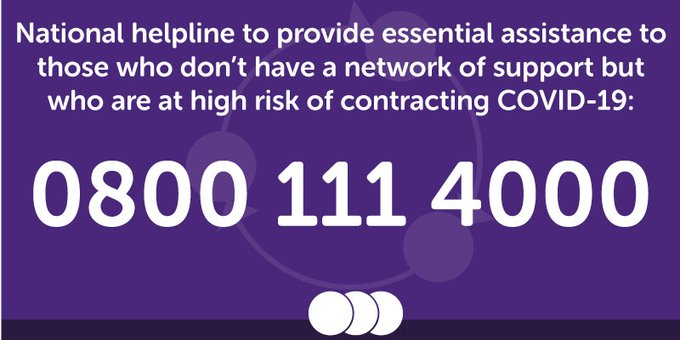 National helpline to provide essential assistance to
those who don’t have a network of support but
who are at high risk of contracting COVID-19:
0800 111 4000